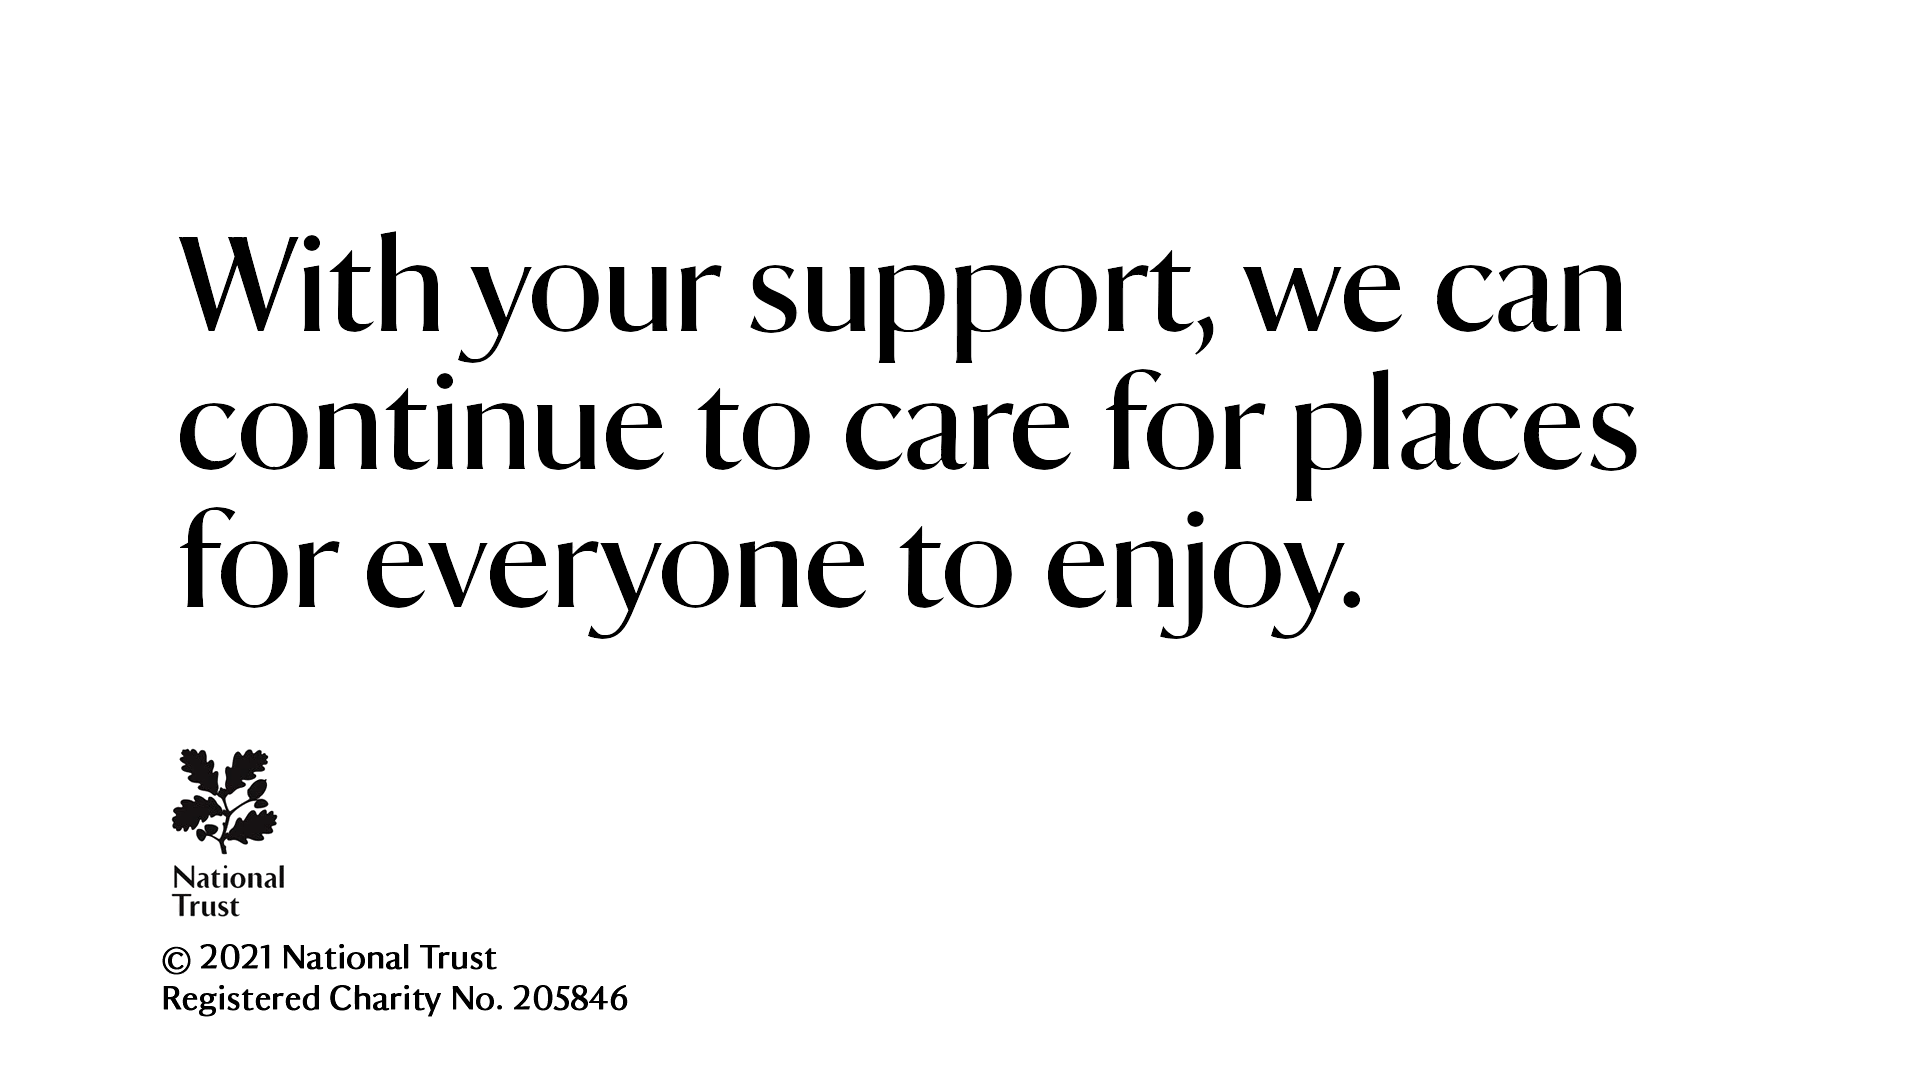 With your support, we can
continue to care for places
for everyone to enjoy.
National
Trust
© 2021 National Trust
Registered Charity No. 205846